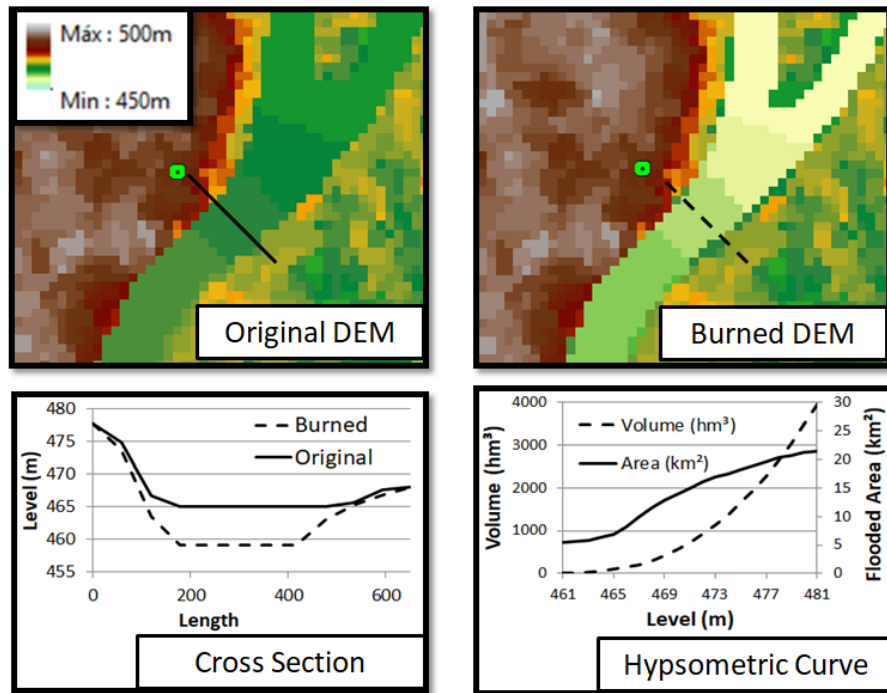 Máx : 500m
Min : 450m
Original DEM
Burned DEM
480
475
470
465
460
455
Level (m)
Burned
Original
0
200
400
600
Length
Cross Section
4000
3000
2000
1000
0
Volume (hm³)
Volume (hm³)
Area (km²)
30
25
20
15
10
5
0
Flooded Area (km²)
461
465
469
473
477
481
Level (m)
Hypsometric Curve